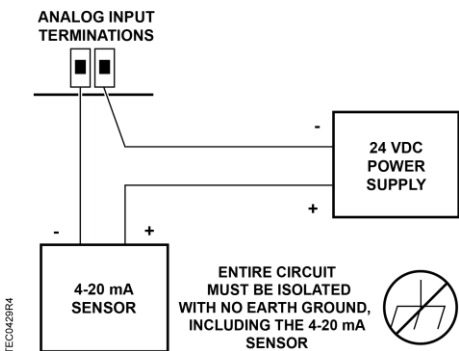 ANALOG INPUT
TERMINATIONS
-
24 VDC
POWER
SUPPLY
+
-
+
4-20 mA
SENSOR
ENTIRE CIRCUIT
MUST BE ISOLATED
WITH NO EARTH GROUND,
INCLUDING THE 4-20 mA
SENSOR
TEC0429R4